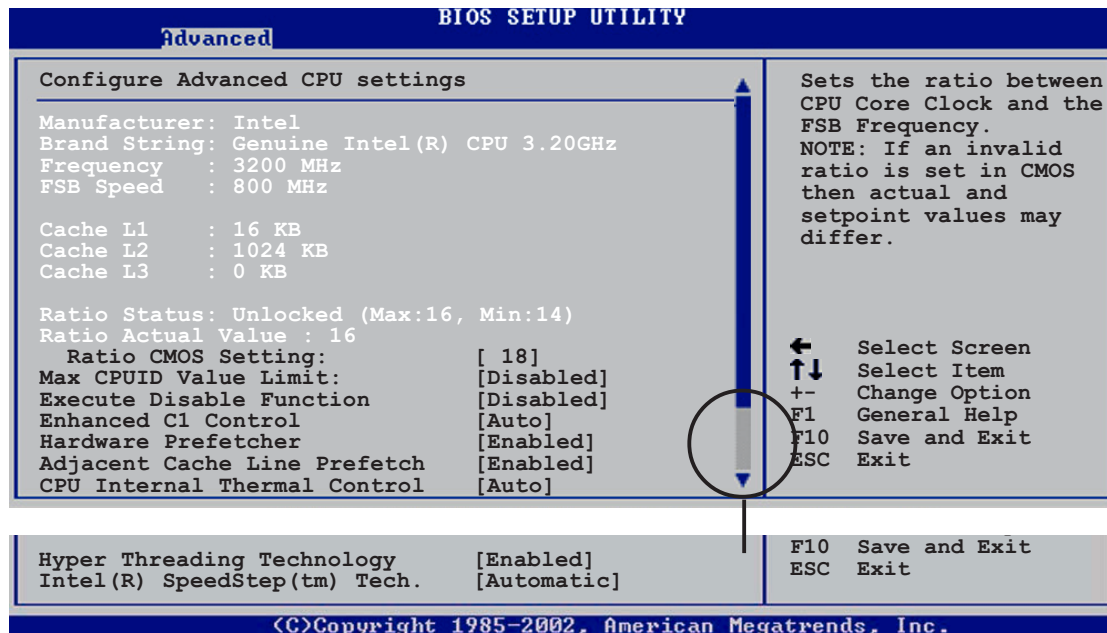 BIOS SETUP UTILITY
Advanced
Configure Advanced CPU settings
Manufacturer: Intel
Brand String: Genuine Intel(R) CPU 3.20GHz
Frequency : 3200 MHz
FSB Speed : 800 MHz
Cache L1 : 16 KB
Cache L2 : 1024 KB
Cache L3 : 0 KB
Ratio Status: Unlocked (Max:16, Min:14)
Ratio Actual Value : 16
Ratio CMOS Setting: [ 18]
Max CPUID Value Limit: [Disabled]
Execute Disable Function [Disabled]
Enhanced C1 Control [Auto]
Hardware Prefetcher [Enabled]
Adjacent Cache Line Prefetch [Enabled]
CPU Internal Thermal Control [Auto]
Sets the ratio between
CPU Core Clock and the
FSB Frequency.
NOTE: If an invalid
ratio is set in CMOS
then actual and
setpoint values may
differ.
← Select Screen
↑↓ Select Item
+- Change Option
F1 General Help
F10 Save and Exit
ESC Exit
Hyper Threading Technology [Enabled]
Intel(R) SpeedStep(tm) Tech. [Automatic]
F10 Save and Exit
ESC Exit
(C)Copyright 1985-2002, American Megatrends, Inc.